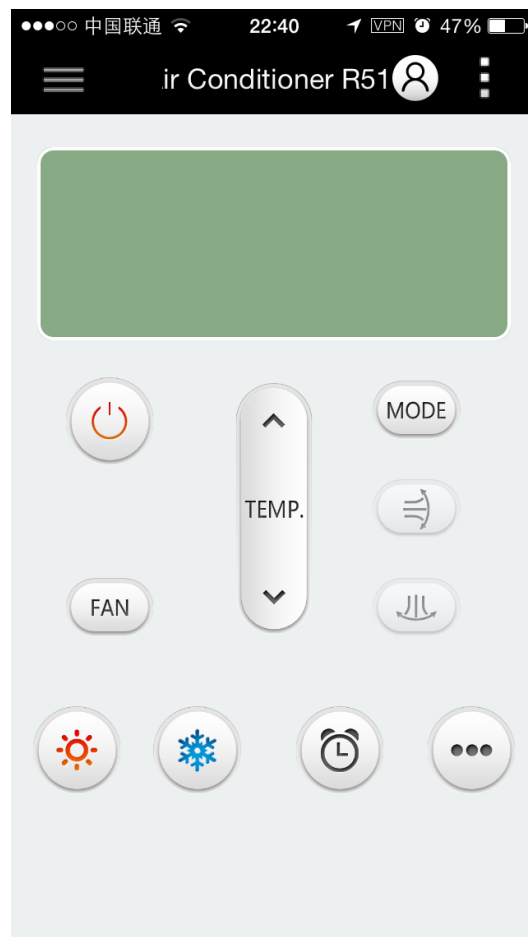 中国联通 22:40 VPN 47%
ir Conditioner R51
MODE
TEMP.
FAN